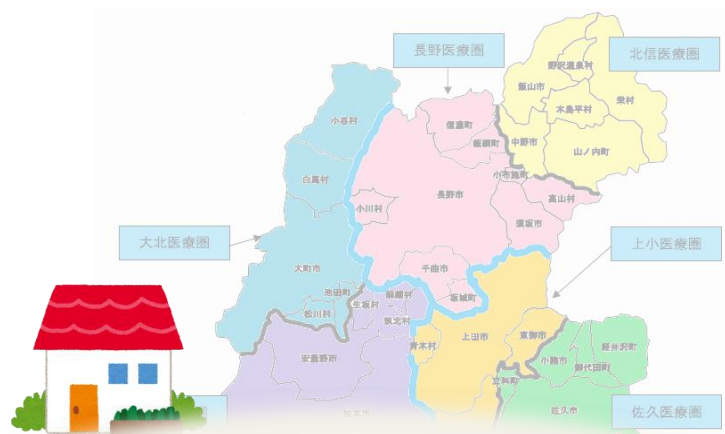 長野医療圏
北信医療圏
野沢温泉村
小谷村
飯山市
栄村
信濃町
木島平村
飯綱町
中野市
山ノ内町
白馬村
小布施町
長野市
高山村
小川村
須坂市
大北医療圏
上小医療圏
大町市
千曲市
池田町
生坂村
麻績村
坂城町
松川村
筑北村
上田市
東御市
青木村
軽井沢町
安曇野市
小諸市
御代田町
立科町
佐久市
佐久医療圏